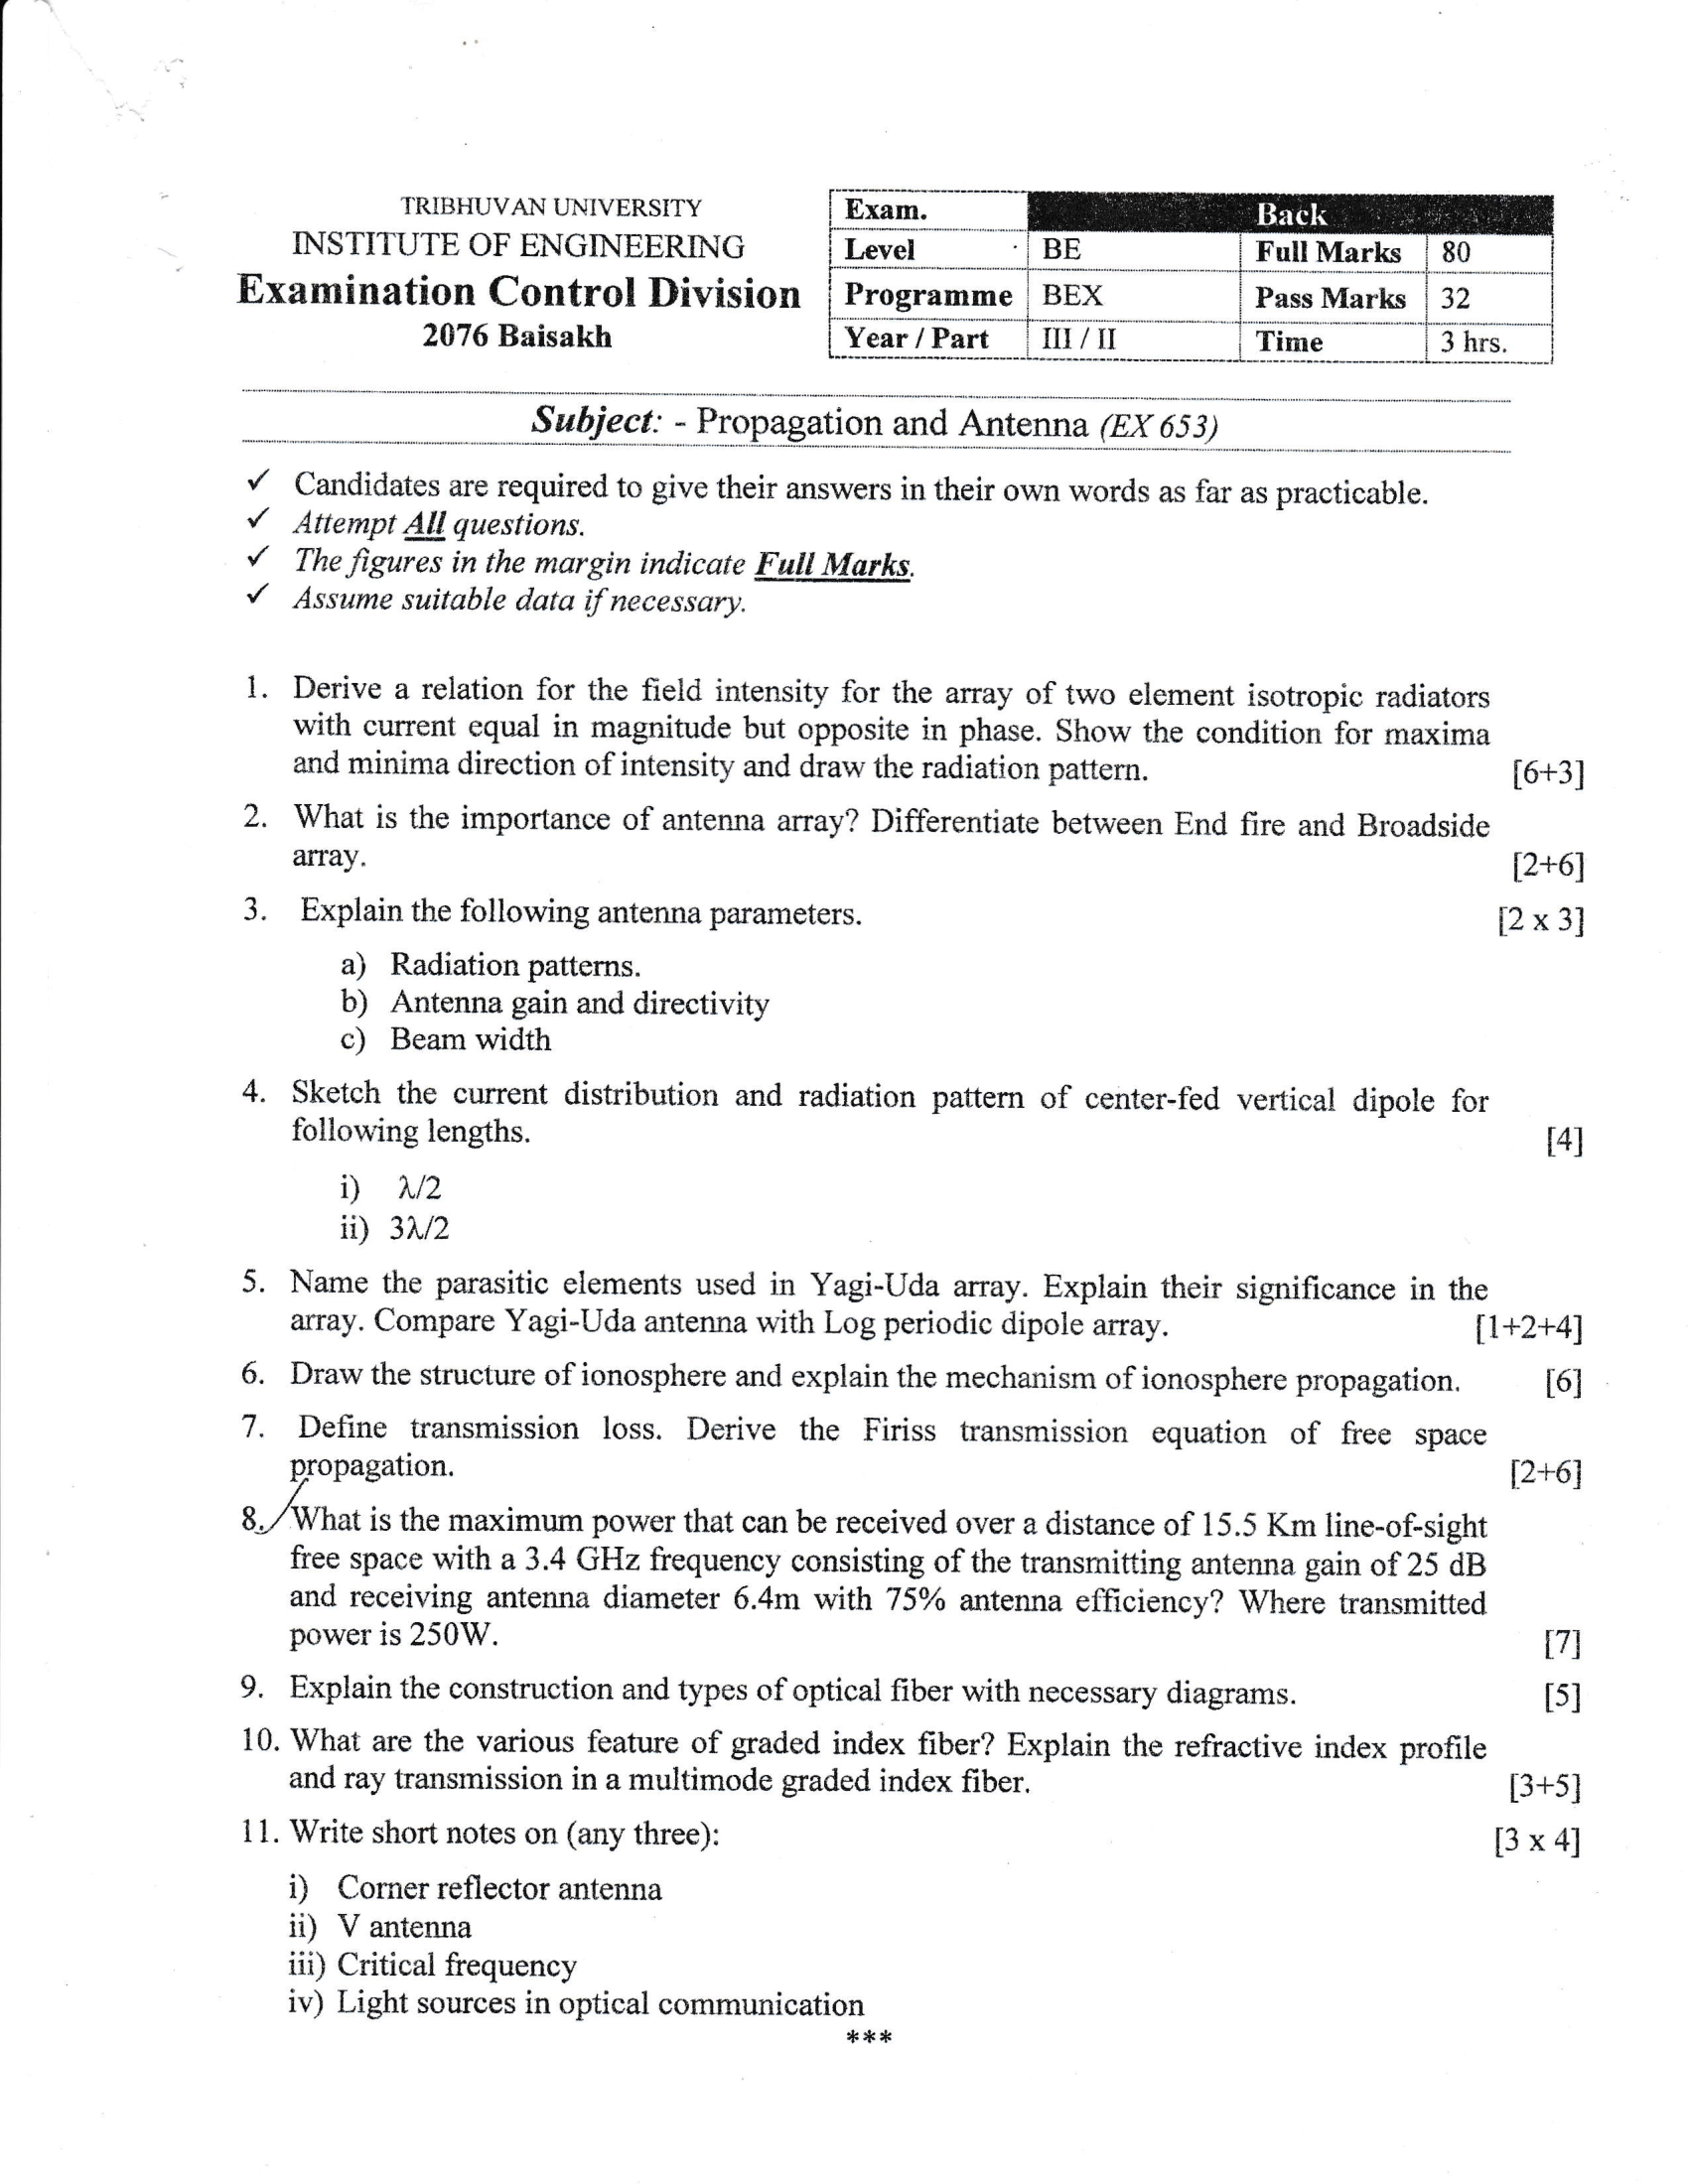 TRIBHUVAN UNIVERSITY
INSTITUTE OF ENGINEERING
Examination Control Division
2076 Baisakh
Exam. Back
Level BE Full Marks 80
Programme BEX Pass Marks 32
Year / Part III / II Time 3 hrs.
Subject: - Propagation and Antenna (EX 653)
✓ Candidates are required to give their answers in their own words as far as practicable.
✓ Attempt All questions.
✓ The figures in the margin indicate Full Marks.
✓ Assume suitable data if necessary.
1. Derive a relation for the field intensity for the array of two element isotropic radiators
with current equal in magnitude but opposite in phase. Show the condition for maxima
and minima direction of intensity and draw the radiation pattern. [6+3]
2. What is the importance of antenna array? Differentiate between End fire and Broadside
array. [2+6]
3. Explain the following antenna parameters. [2 x 3]
a) Radiation patterns.
b) Antenna gain and directivity
c) Beam width
4. Sketch the current distribution and radiation pattern of center-fed vertical dipole for
following lengths. [4]
i) λ/2
ii) 3λ/2
5. Name the parasitic elements used in Yagi-Uda array. Explain their significance in the
array. Compare Yagi-Uda antenna with Log periodic dipole array. [1+2+4]
6. Draw the structure of ionosphere and explain the mechanism of ionosphere propagation. [6]
7. Define transmission loss. Derive the Firiss transmission equation of free space
propagation. [2+6]
8. What is the maximum power that can be received over a distance of 15.5 Km line-of-sight
free space with a 3.4 GHz frequency consisting of the transmitting antenna gain of 25 dB
and receiving antenna diameter 6.4m with 75% antenna efficiency? Where transmitted
power is 250W. [7]
9. Explain the construction and types of optical fiber with necessary diagrams. [5]
10. What are the various feature of graded index fiber? Explain the refractive index profile
and ray transmission in a multimode graded index fiber. [3+5]
11. Write short notes on (any three): [3 x 4]
i) Corner reflector antenna
ii) V antenna
iii) Critical frequency
iv) Light sources in optical communication
***